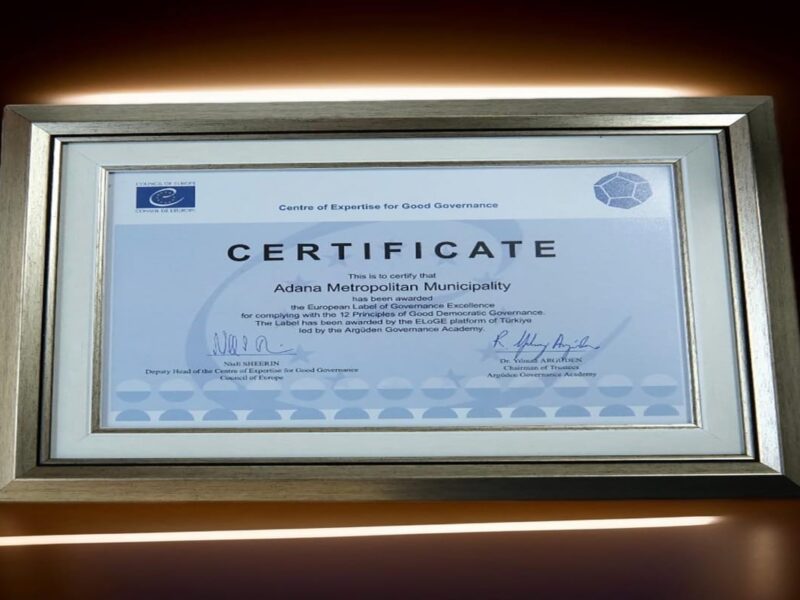 COUNCIL OF EUROPE
CONSEIL DE L'EUROPE
Centre of Expertise for Good Governance
CERTIFICATE
This is to certify that
Adana Metropolitan Municipality
has been awarded
the European Label of Governance Excellence
for complying with the 12 Principles of Good Democratic Governance.
The Label has been awarded by the ELoGE platform of Türkiye
led by the Argüden Governance Academy.
Niall SHEERIN
Deputy Head of the Centre of Expertise for Good Governance
Council of Europe
Dr. Yılmaz ARGÜDEN
Chairman of Trustees
Argüden Governance Academy